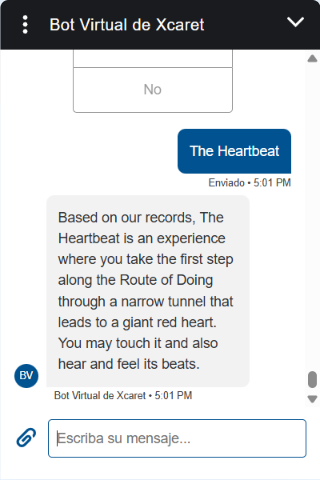 Bot Virtual de Xcaret
No
The Heartbeat
Enviado • 5:01 PM
Based on our records, The
Heartbeat is an experience
where you take the first step
along the Route of Doing
through a narrow tunnel that
leads to a giant red heart.
You may touch it and also
hear and feel its beats.
BV
Bot Virtual de Xcaret • 5:01 PM
Escriba su mensaje...